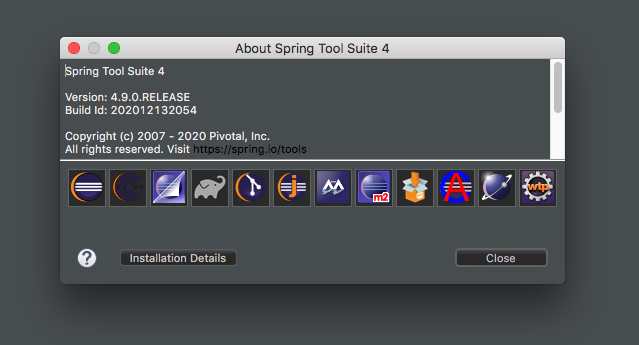 About Spring Tool Suite 4
Spring Tool Suite 4
Version: 4.9.0.RELEASE
Build Id: 202012132054
Copyright (c) 2007 - 2020 Pivotal, Inc.
All rights reserved. Visit https://spring.io/tools
C++
j
m2
A
wtp
?
Installation Details
Close